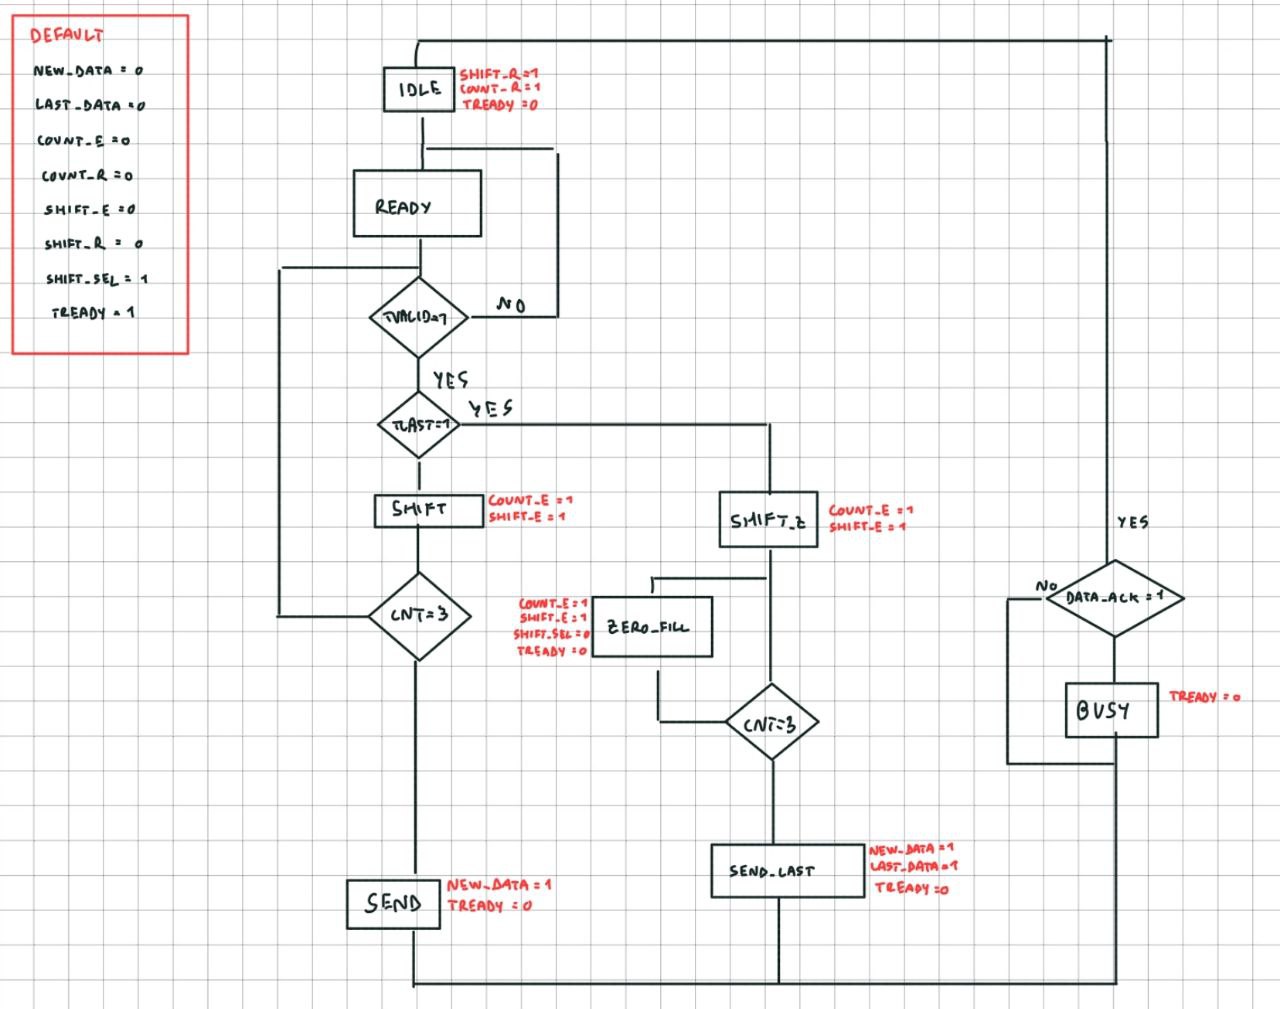 DEFAULT
NEW_DATA = 0
LAST_DATA = 0
COUNT_E = 0
COUNT_R = 0
SHIFT_E = 0
SHIFT_R = 0
SHIFT_SEL = 1
TREADY = 1
IDLE
SHIFT_R = 1
COUNT_R = 1
TREADY = 0
READY
TVALID=1
NO
YES
TLAST=1
YES
SHIFT
COUNT_E = 1
SHIFT_E = 1
CNT=3
SHIFT_Z
COUNT_E = 1
SHIFT_E = 1
COUNT_E = 1
SHIFT_E = 1
SHIFT_SEL = 0
TREADY = 0
ZERO_FILL
CNT=3
YES
NO
DATA_ACK = 1
BUSY
TREADY = 0
SEND_LAST
NEW_DATA = 1
LAST_DATA = 1
TREADY = 0
SEND
NEW_DATA = 1
TREADY = 0